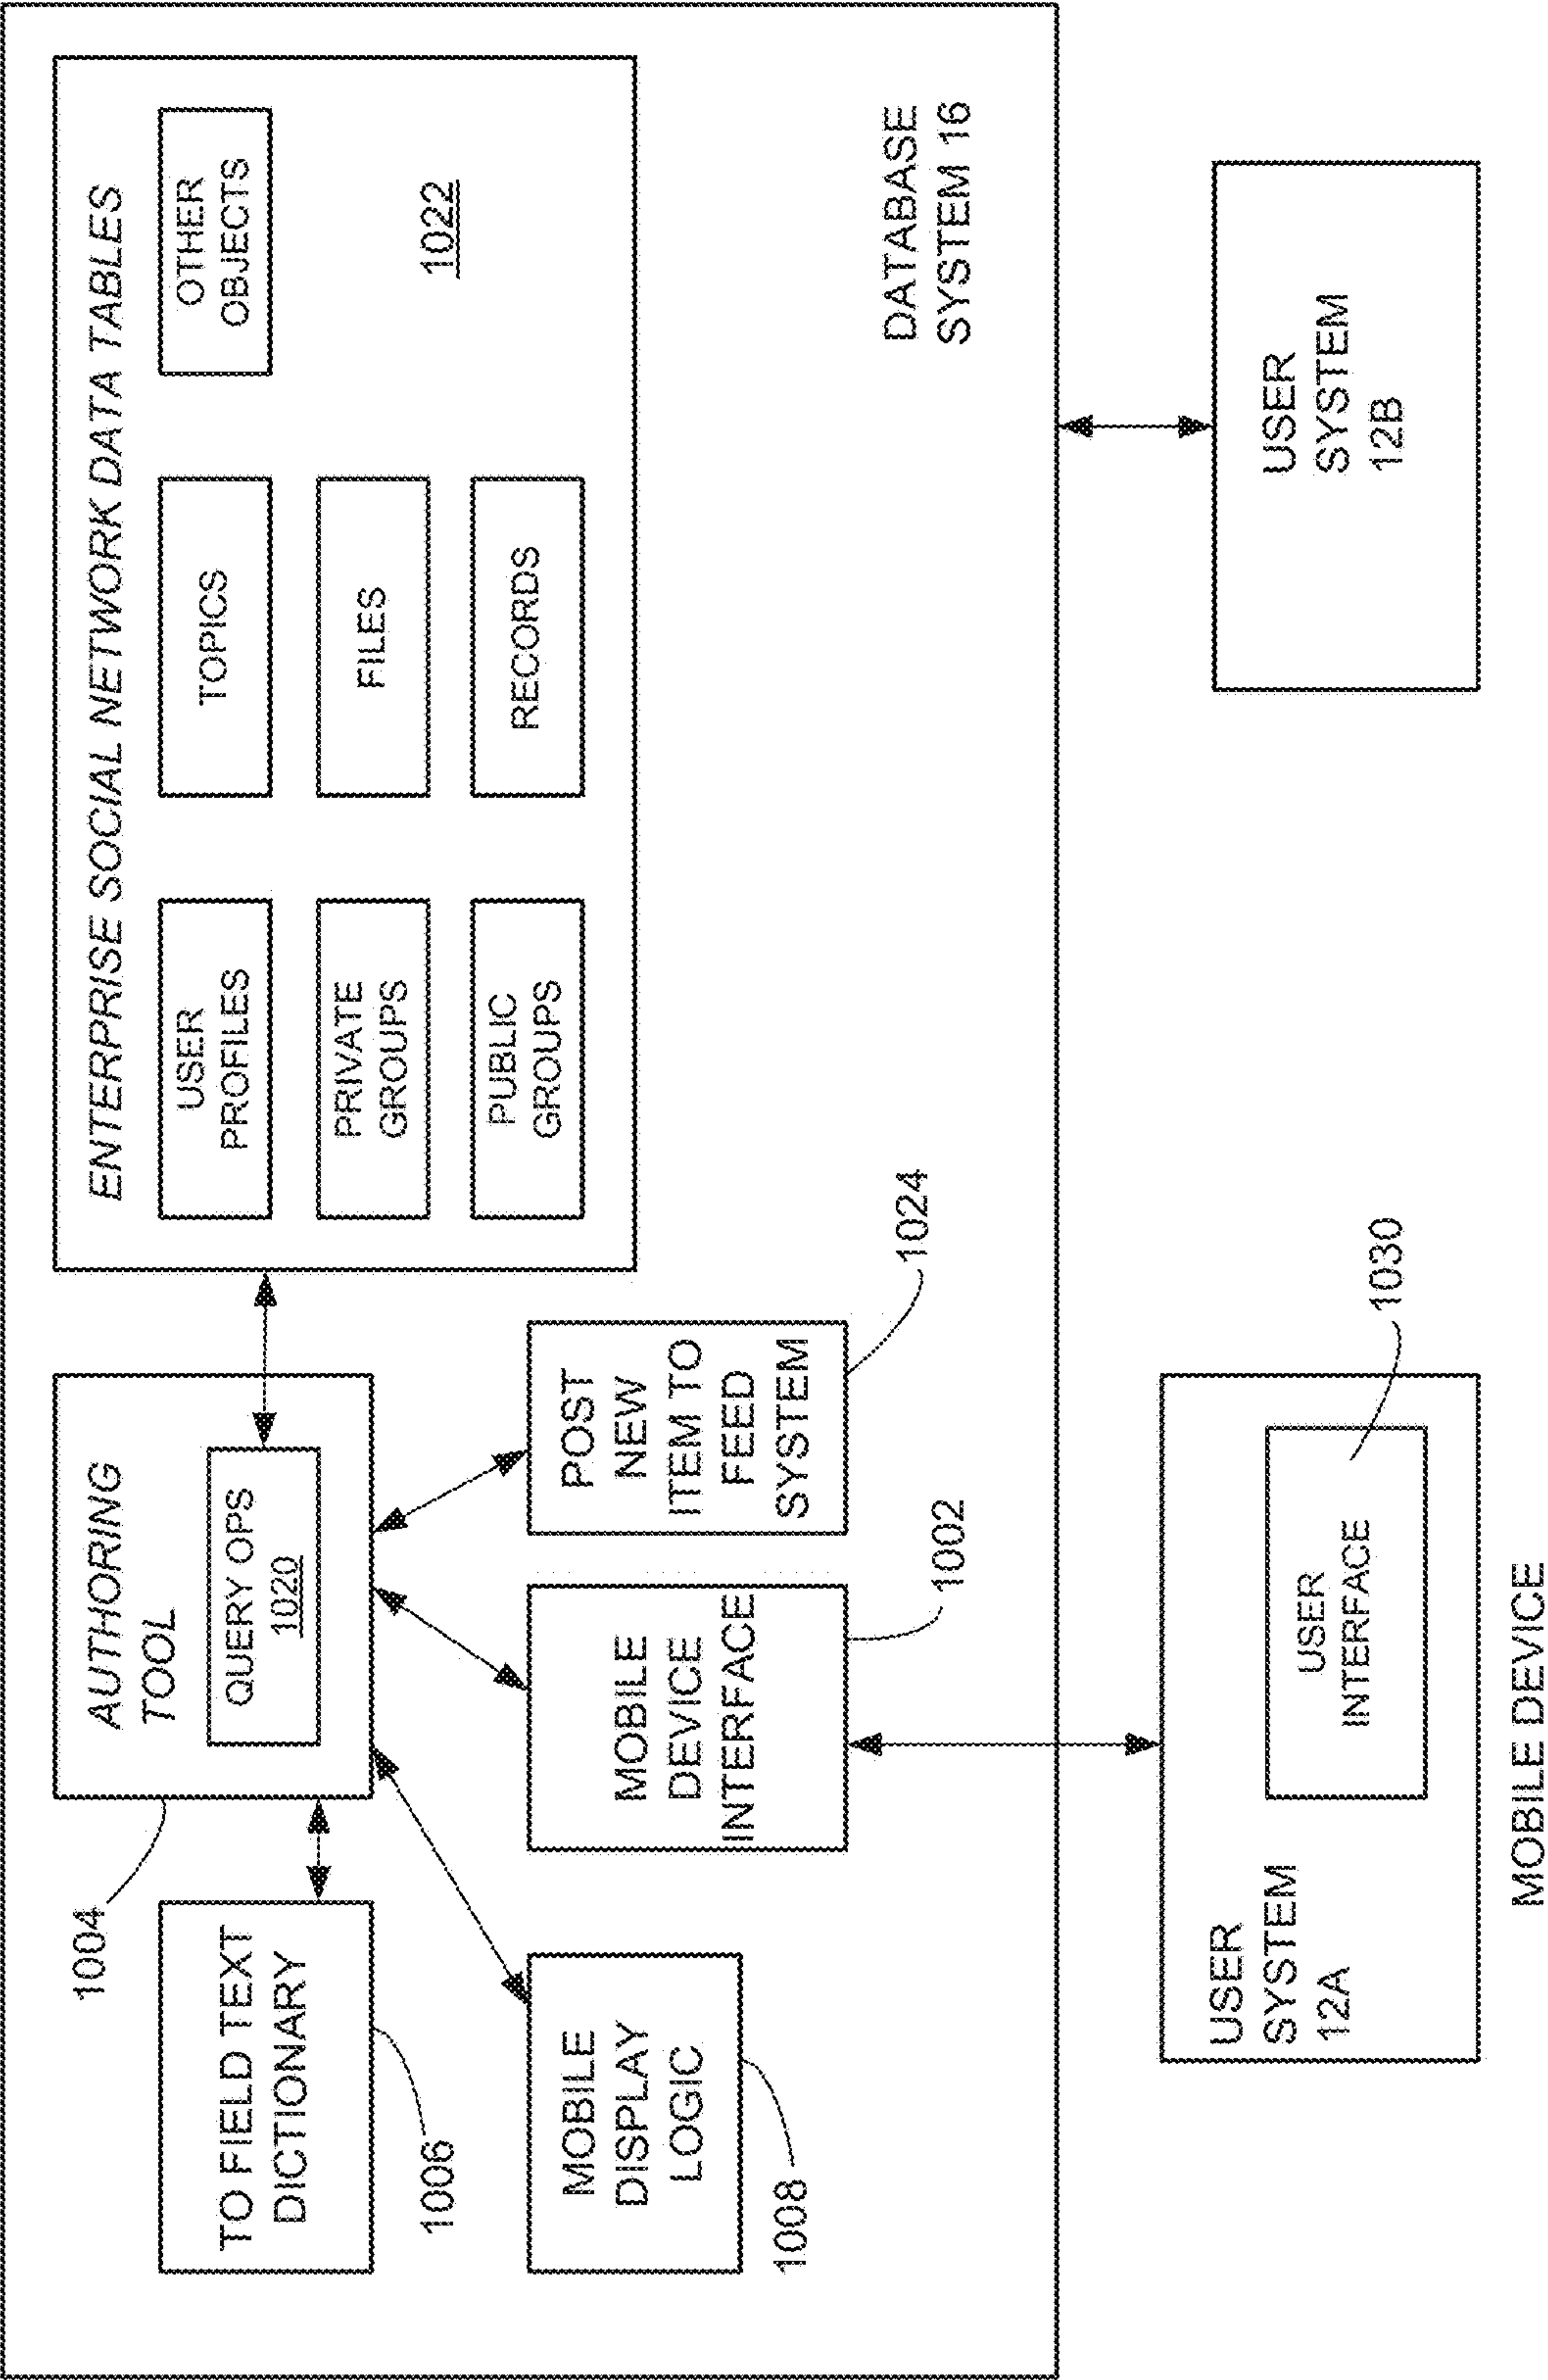 ENTERPRISE SOCIAL NETWORK DATA TABLES
AUTHORING
TOOL
QUERY OPS
1020
1004
TO FIELD TEXT
DICTIONARY
1006
USER
PROFILES
TOPICS
OTHER
OBJECTS
PRIVATE
GROUPS
FILES
1022
PUBLIC
GROUPS
RECORDS
MOBILE
DISPLAY
LOGIC
1008
MOBILE
DEVICE
INTERFACE
1002
POST
NEW
ITEM TO
FEED
SYSTEM
1024
DATABASE
SYSTEM 16
USER
SYSTEM
12A
USER
INTERFACE
1030
MOBILE DEVICE
USER
SYSTEM
12B